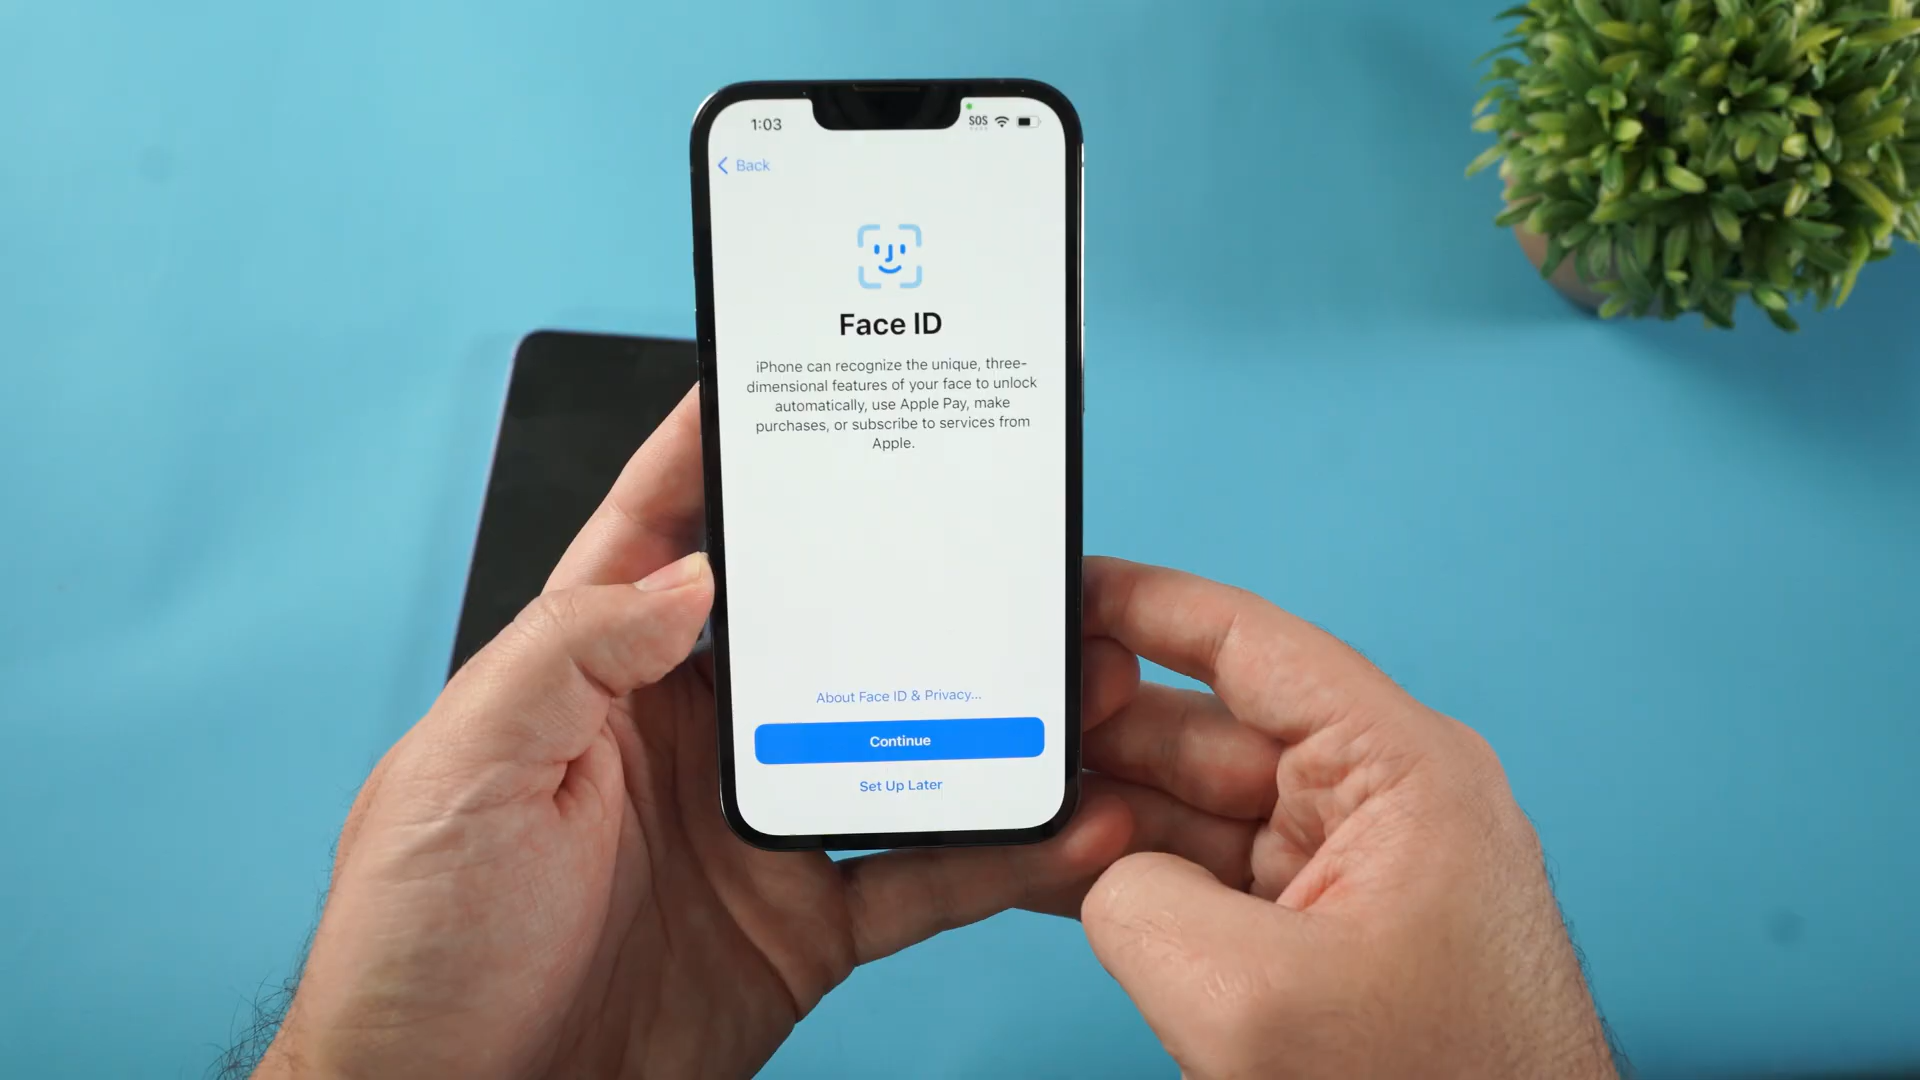 1:03
SOS
Back
Face ID
iPhone can recognize the unique, three-
dimensional features of your face to unlock
automatically, use Apple Pay, make
purchases, or subscribe to services from
Apple.
About Face ID & Privacy...
Continue
Set Up Later